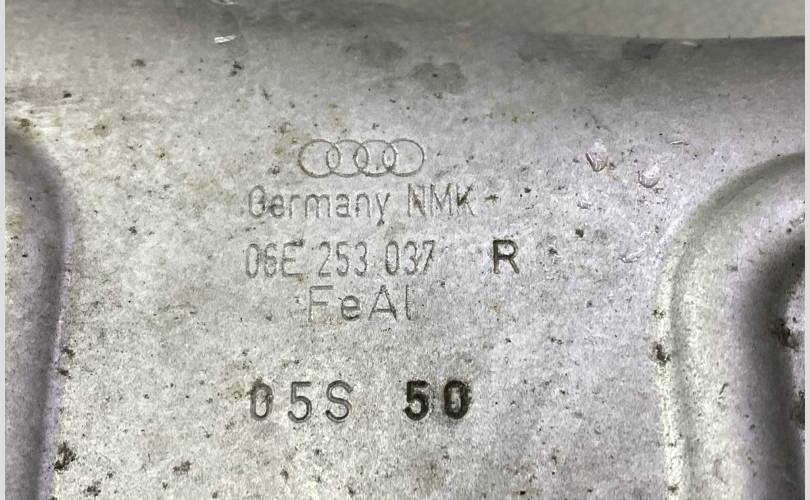 Germany NMK
06E 253 037 R
FeAl
05S 50